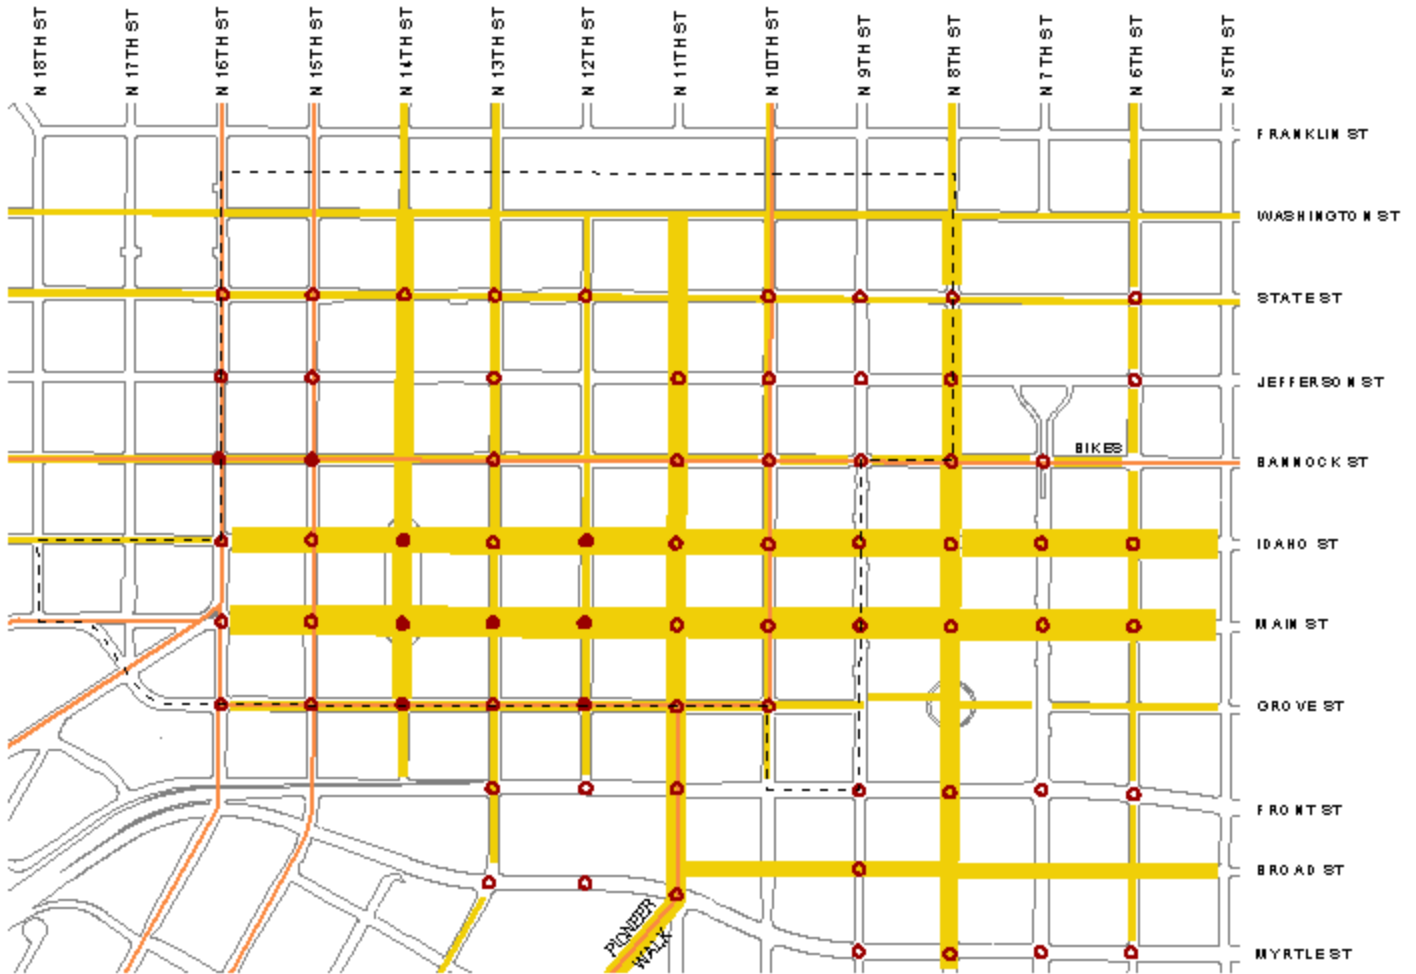 N 18TH ST
N 17TH ST
N 16TH ST
N 15TH ST
N 14TH ST
N 13TH ST
N 12TH ST
N 11TH ST
N 10TH ST
N 9TH ST
N 8TH ST
N 7TH ST
N 6TH ST
N 5TH ST
FRANKLIN ST
WASHINGTON ST
STATE ST
JEFFERSON ST
BIKES
BANNOCK ST
IDAHO ST
MAIN ST
GROVE ST
FRONT ST
BROAD ST
PIONEER
WALK
MYRTLE ST